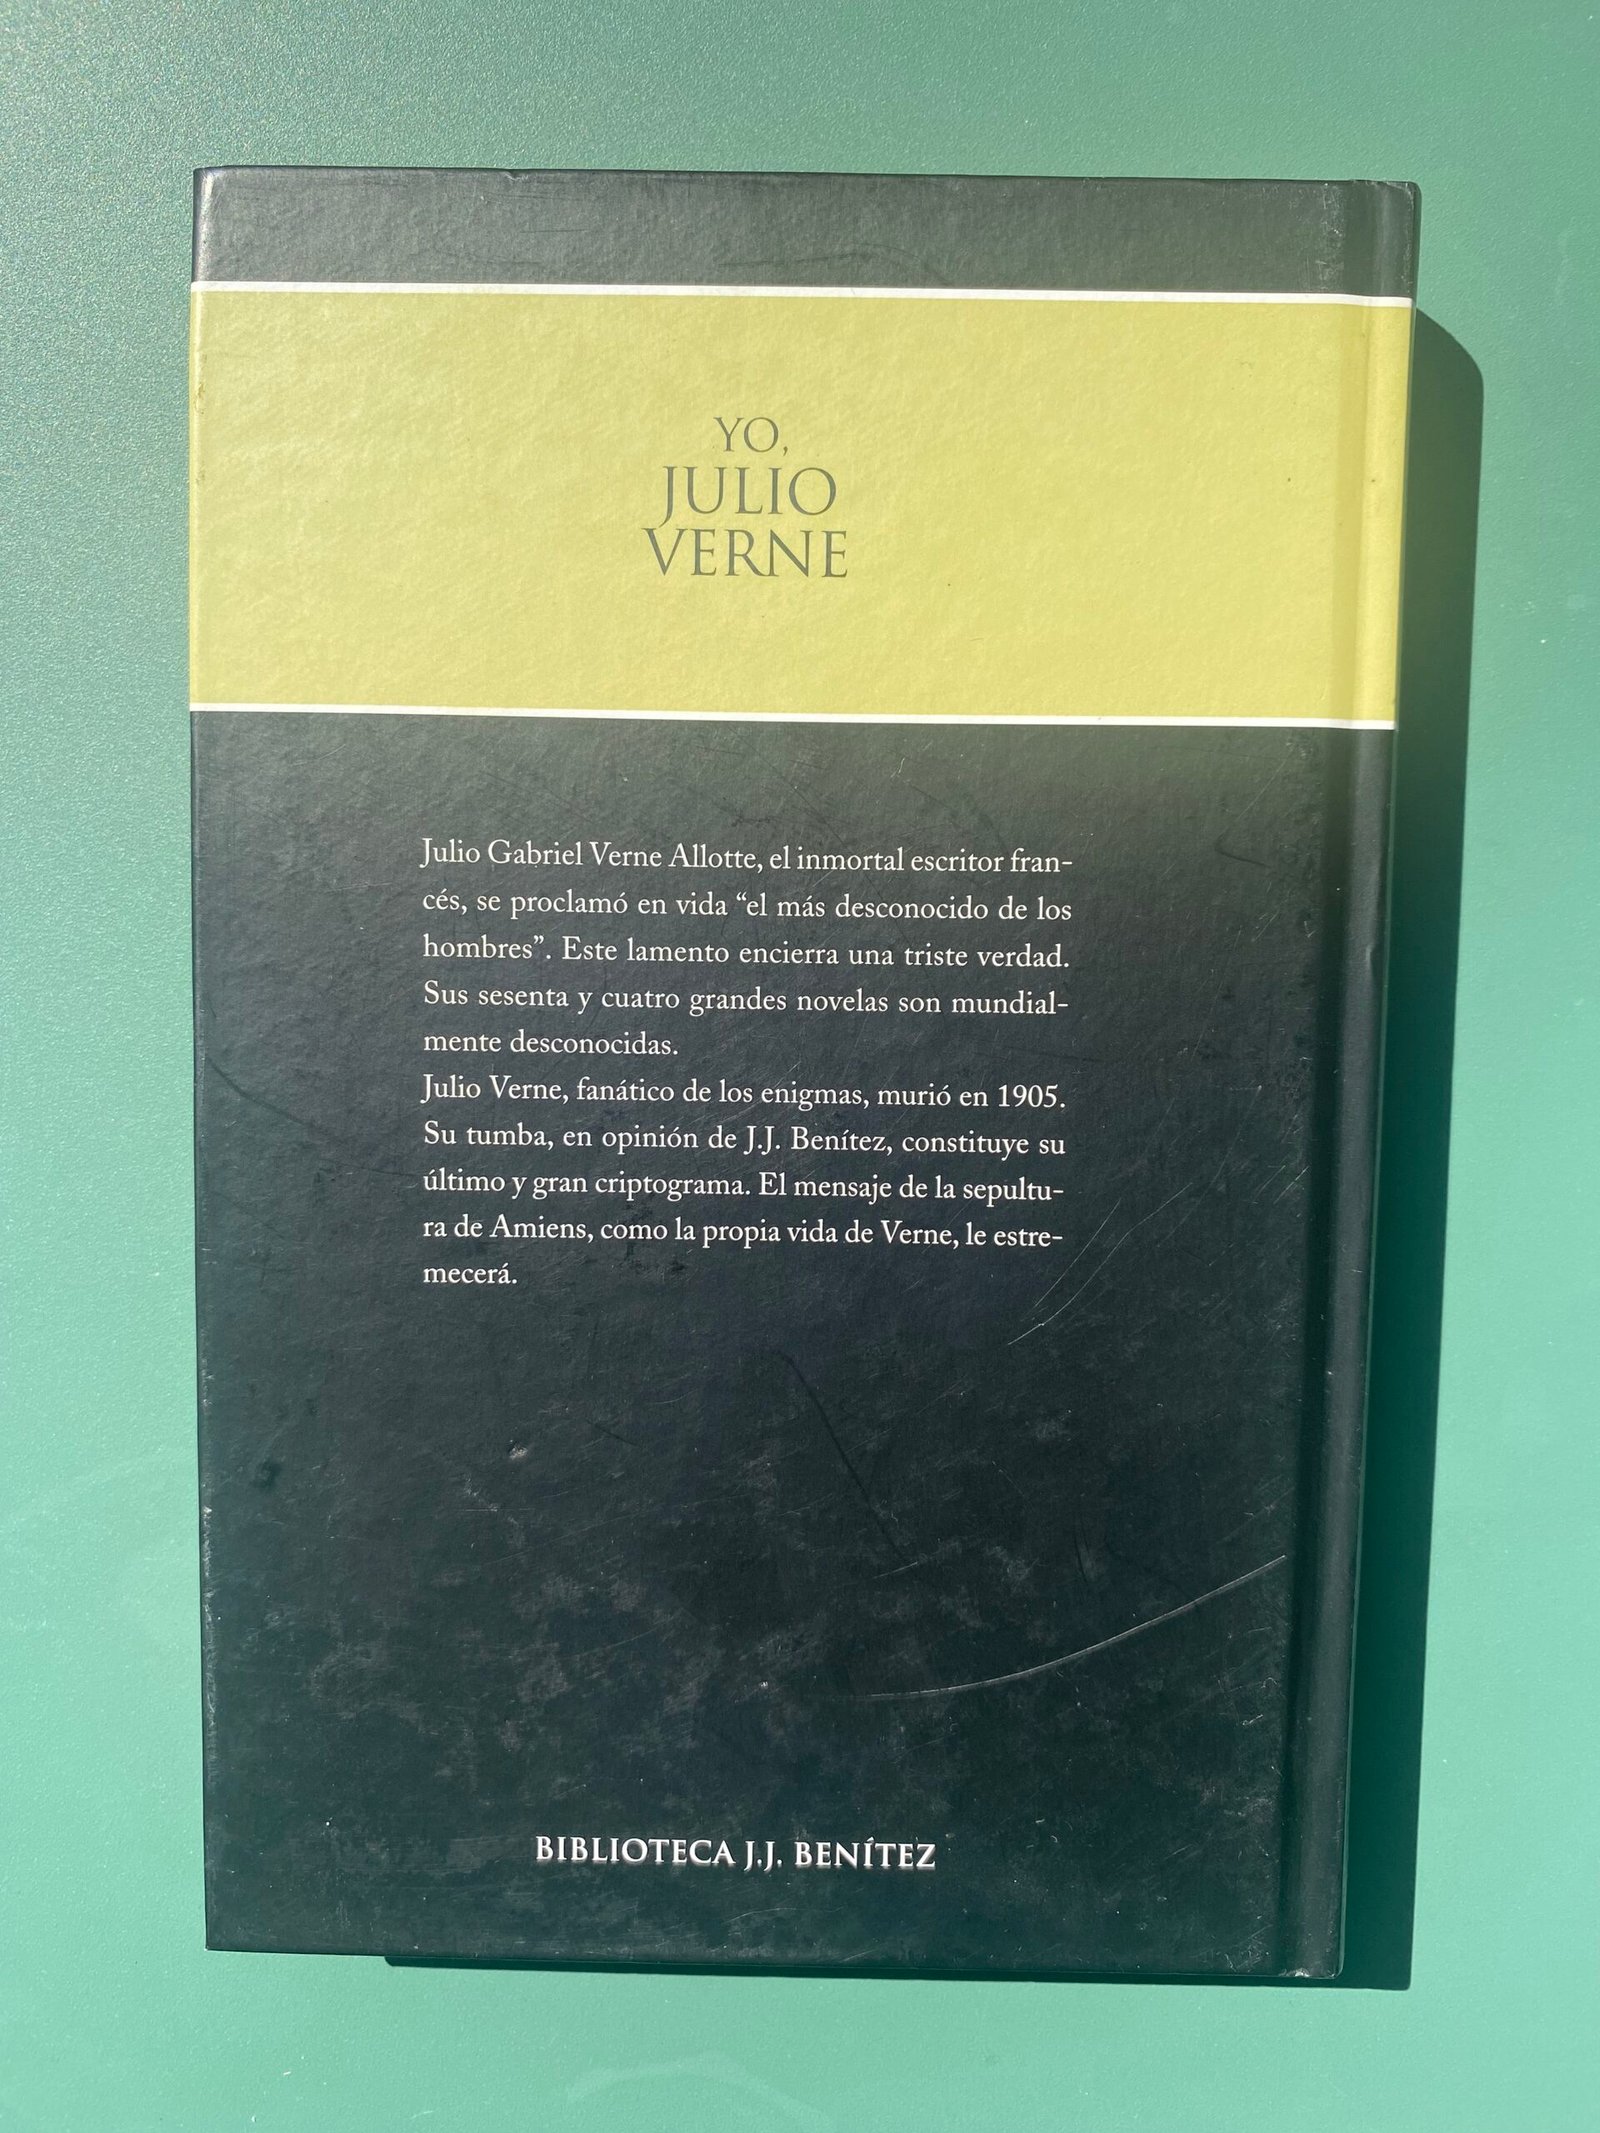 YO,
JULIO
VERNE
Julio Gabriel Verne Allotte, el inmortal escritor fran-
cés, se proclamó en vida “el más desconocido de los
hombres”. Este lamento encierra una triste verdad.
Sus sesenta y cuatro grandes novelas son mundial-
mente desconocidas.
Julio Verne, fanático de los enigmas, murió en 1905.
Su tumba, en opinión de J.J. Benítez, constituye su
último y gran criptograma. El mensaje de la sepultu-
ra de Amiens, como la propia vida de Verne, le estre-
mecerá.
BIBLIOTECA J.J. BENÍTEZ